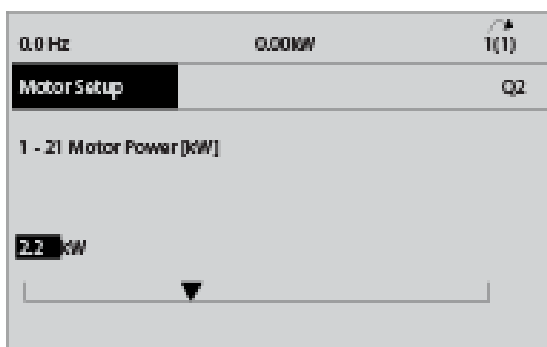 0.0 Hz 0.00kW 1(1)
Motor Setup Q2
1 - 21 Motor Power [kW]
2.2 kW